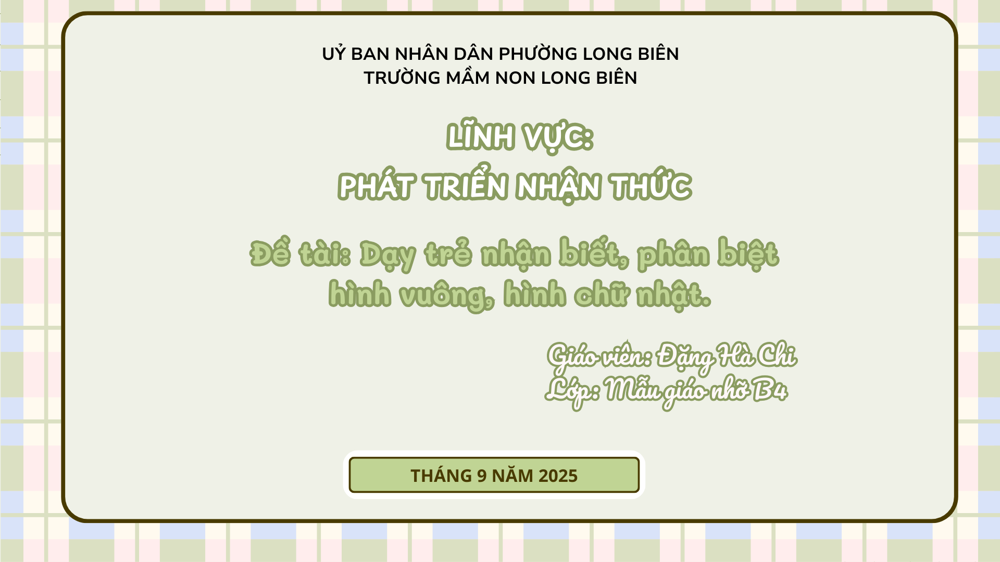 UỶ BAN NHÂN DÂN PHƯỜNG LONG BIÊN
TRƯỜNG MẦM NON LONG BIÊN
LĨNH VỰC:
PHÁT TRIỂN NHẬN THỨC
Đề tài: Dạy trẻ nhận biết, phân biệt
hình vuông, hình chữ nhật.
Giáo viên: Đặng Hà Chi
Lớp: Mẫu giáo nhỡ B4
THÁNG 9 NĂM 2025